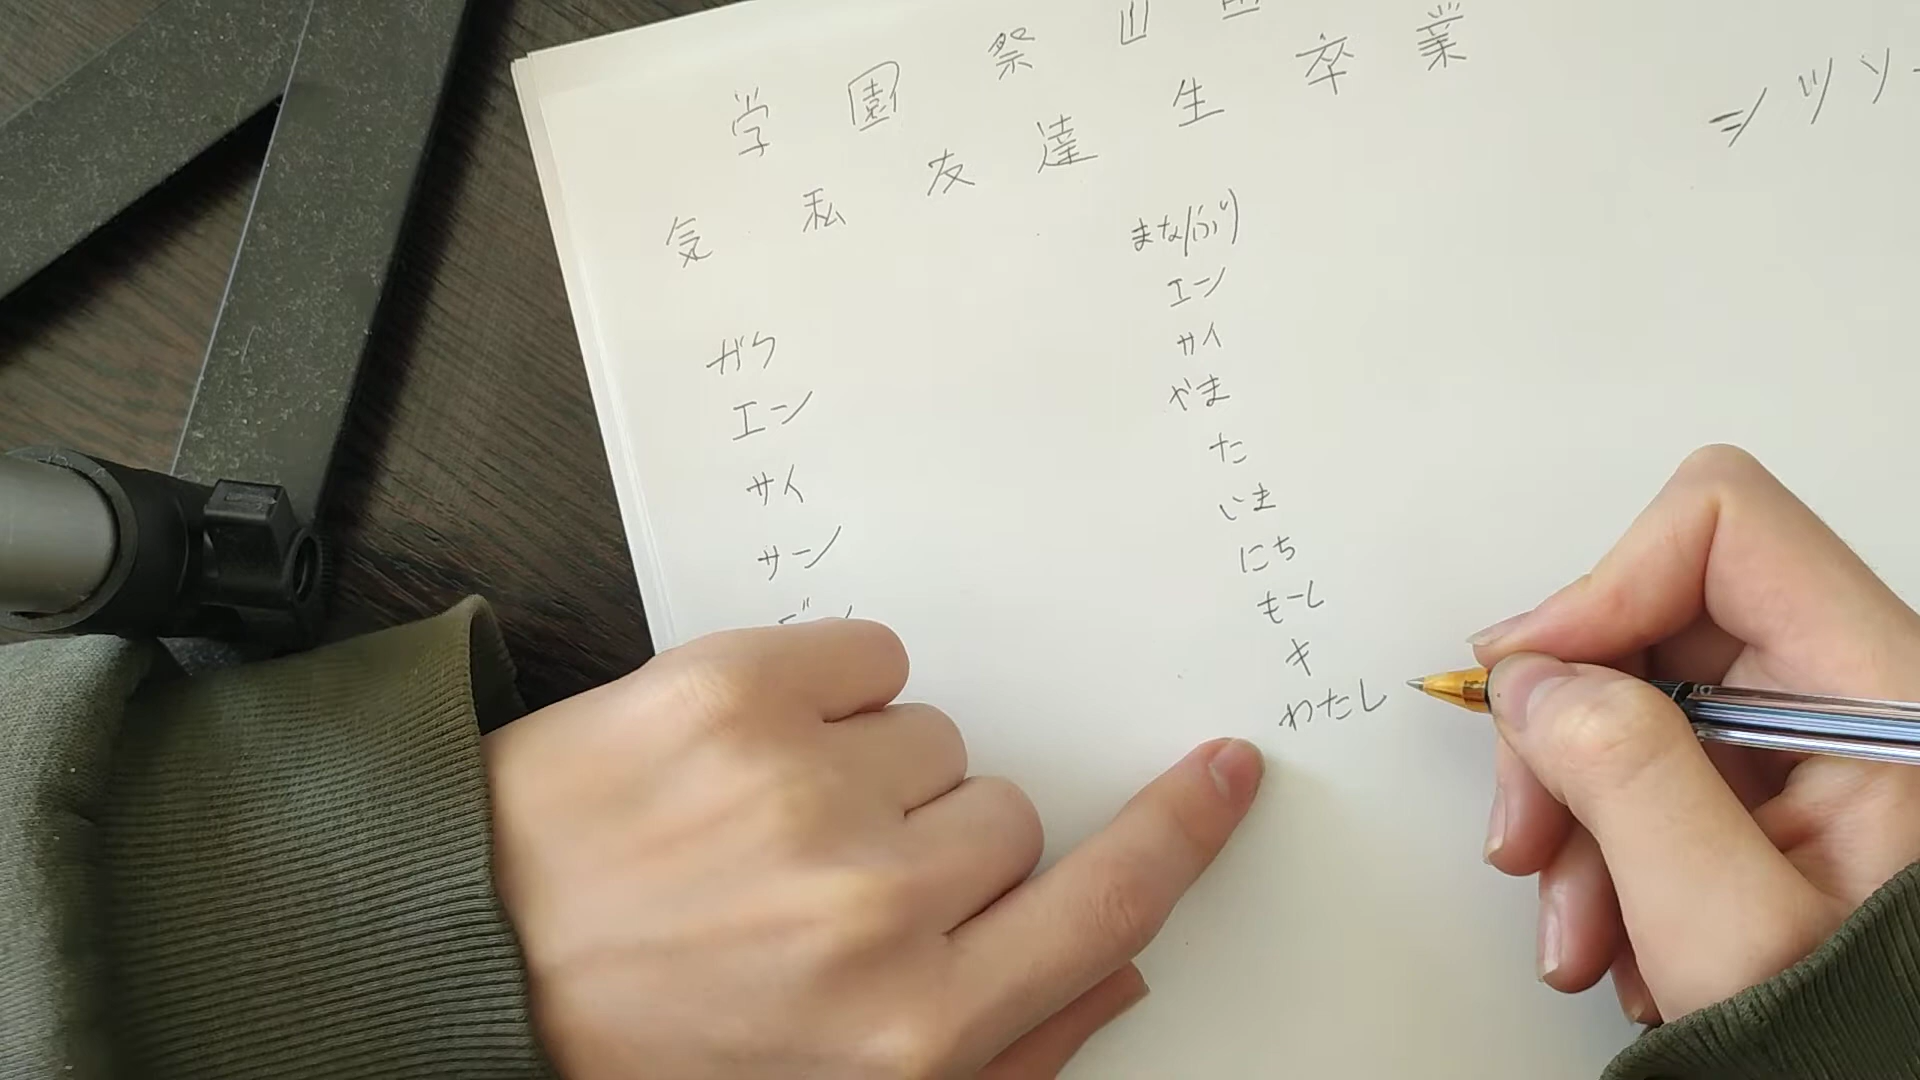 学 園 祭 山
気 私 友 達 生 卒 業
シ ツ ソ
ガク
エン
サイ
サン
まな(ぶ)
エン
サイ
やま
た
いま
にち
もーし
キ
わたし